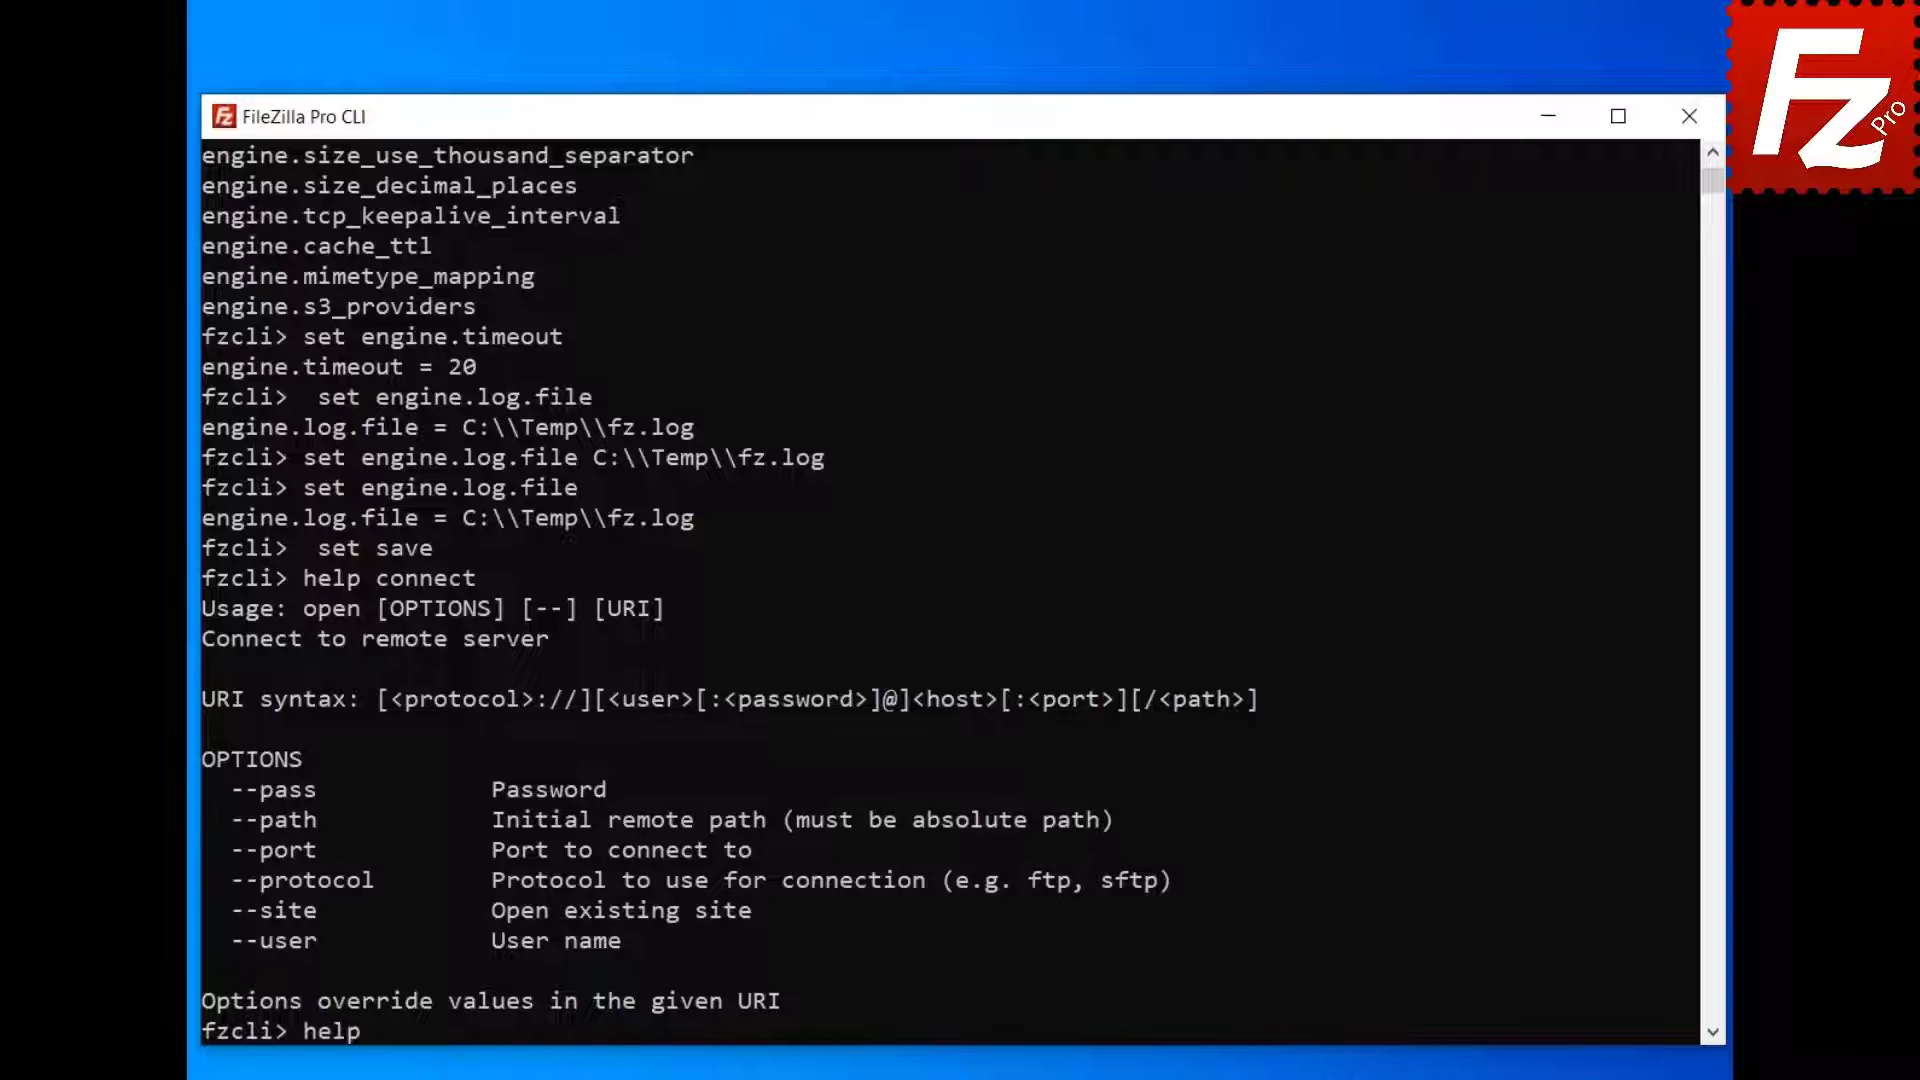 FileZilla Pro CLI
Fz Pro
engine.size_use_thousand_separator
engine.size_decimal_places
engine.tcp_keepalive_interval
engine.cache_ttl
engine.mimetype_mapping
engine.s3_providers
fzcli> set engine.timeout
engine.timeout = 20
fzcli>  set engine.log.file
engine.log.file = C:\\Temp\\fz.log
fzcli> set engine.log.file C:\\Temp\\fz.log
fzcli> set engine.log.file
engine.log.file = C:\\Temp\\fz.log
fzcli>  set save
fzcli> help connect
Usage: open [OPTIONS] [--] [URI]
Connect to remote server
URI syntax: [<protocol>://][<user>[:<password>]@]<host>[:<port>][/<path>]
OPTIONS
--pass Password
--path Initial remote path (must be absolute path)
--port Port to connect to
--protocol Protocol to use for connection (e.g. ftp, sftp)
--site Open existing site
--user User name
Options override values in the given URI
fzcli> help